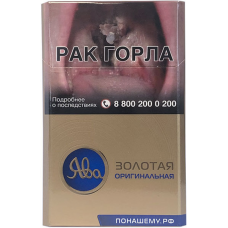 РАК ГОРЛА
Подробнее
о последствиях
8 800 200 0 200
Ява
ЗОЛОТАЯ
ОРИГИНАЛЬНАЯ
ПОНАШЕМУ.РФ